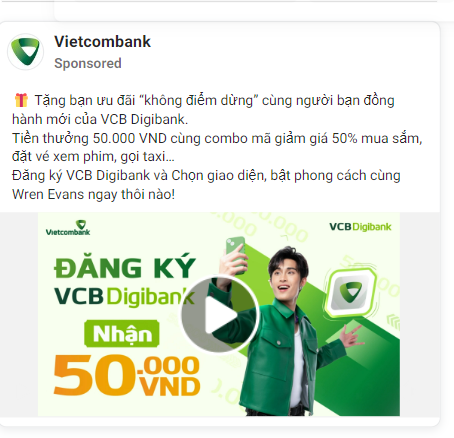 Vietcombank
Sponsored
🎁 Tặng bạn ưu đãi “không điểm dừng” cùng người bạn đồng
hành mới của VCB Digibank.
Tiền thưởng 50.000 VND cùng combo mã giảm giá 50% mua sắm,
đặt vé xem phim, gọi taxi...
Đăng ký VCB Digibank và Chọn giao diện, bật phong cách cùng
Wren Evans ngay thôi nào!
Vietcombank
VCB Digibank
ĐĂNG KÝ
VCB Digibank
Nhận
50.000
VND